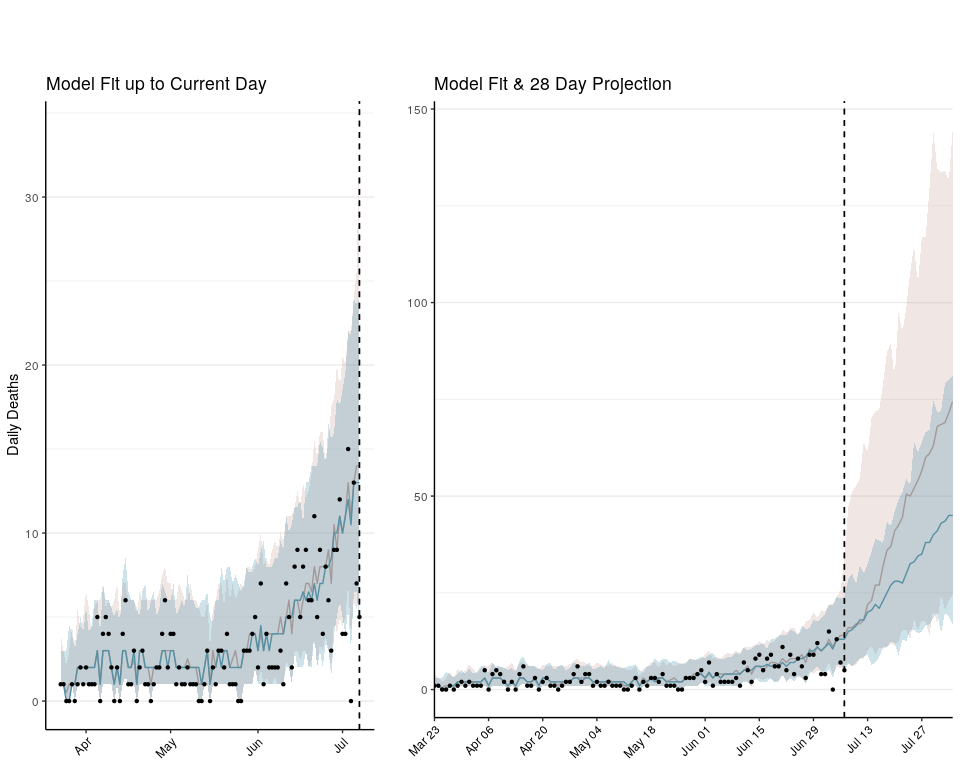 Model Fit up to Current Day
Daily Deaths
30
20
10
0
Apr
May
Jun
Jul
Model Fit & 28 Day Projection
150
100
50
0
Mar 23
Apr 06
Apr 20
May 04
May 18
Jun 01
Jun 15
Jun 29
Jul 13
Jul 27